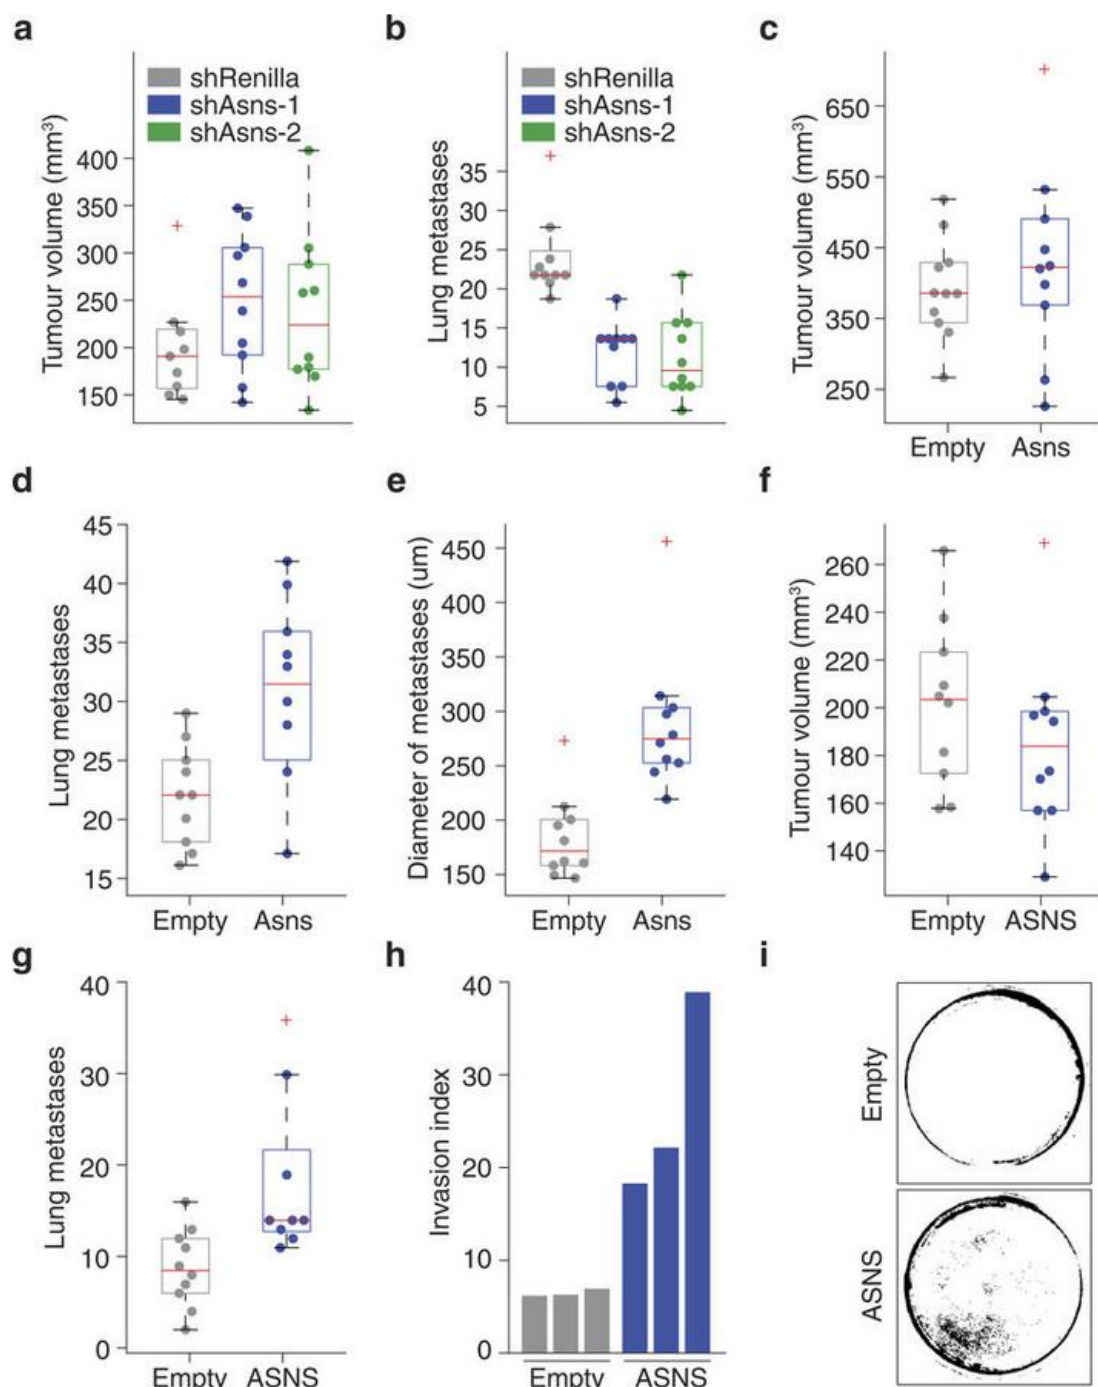 a
shRenilla
shAsns-1
shAsns-2
Tumour volume (mm³)
400
350
300
250
200
150
b
shRenilla
shAsns-1
shAsns-2
Lung metastases
35
30
25
20
15
10
5
c
Tumour volume (mm³)
650
550
450
350
250
Empty Asns
d
Lung metastases
45
40
35
30
25
20
15
Empty Asns
e
Diameter of metastases (um)
450
400
350
300
250
200
150
Empty Asns
f
Tumour volume (mm³)
260
240
220
200
180
160
140
Empty ASNS
g
Lung metastases
40
30
20
10
0
Empty ASNS
h
Invasion index
40
30
20
10
0
Empty ASNS
i
Empty
ASNS